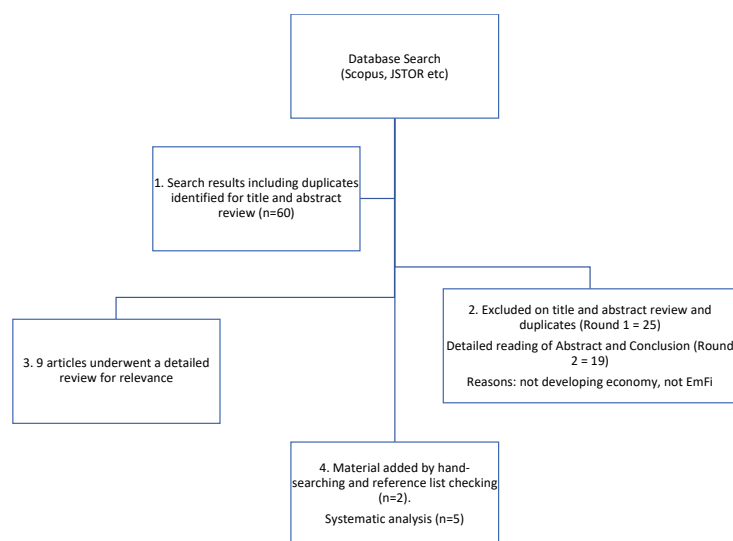 Database Search
(Scopus, JSTOR etc)
1. Search results including duplicates
identified for title and abstract
review (n=60)
2. Excluded on title and abstract review and
duplicates (Round 1 = 25)
Detailed reading of Abstract and Conclusion (Round
2 = 19)
Reasons: not developing economy, not EmFi
3. 9 articles underwent a detailed
review for relevance
4. Material added by hand-
searching and reference list checking
(n=2).
Systematic analysis (n=5)